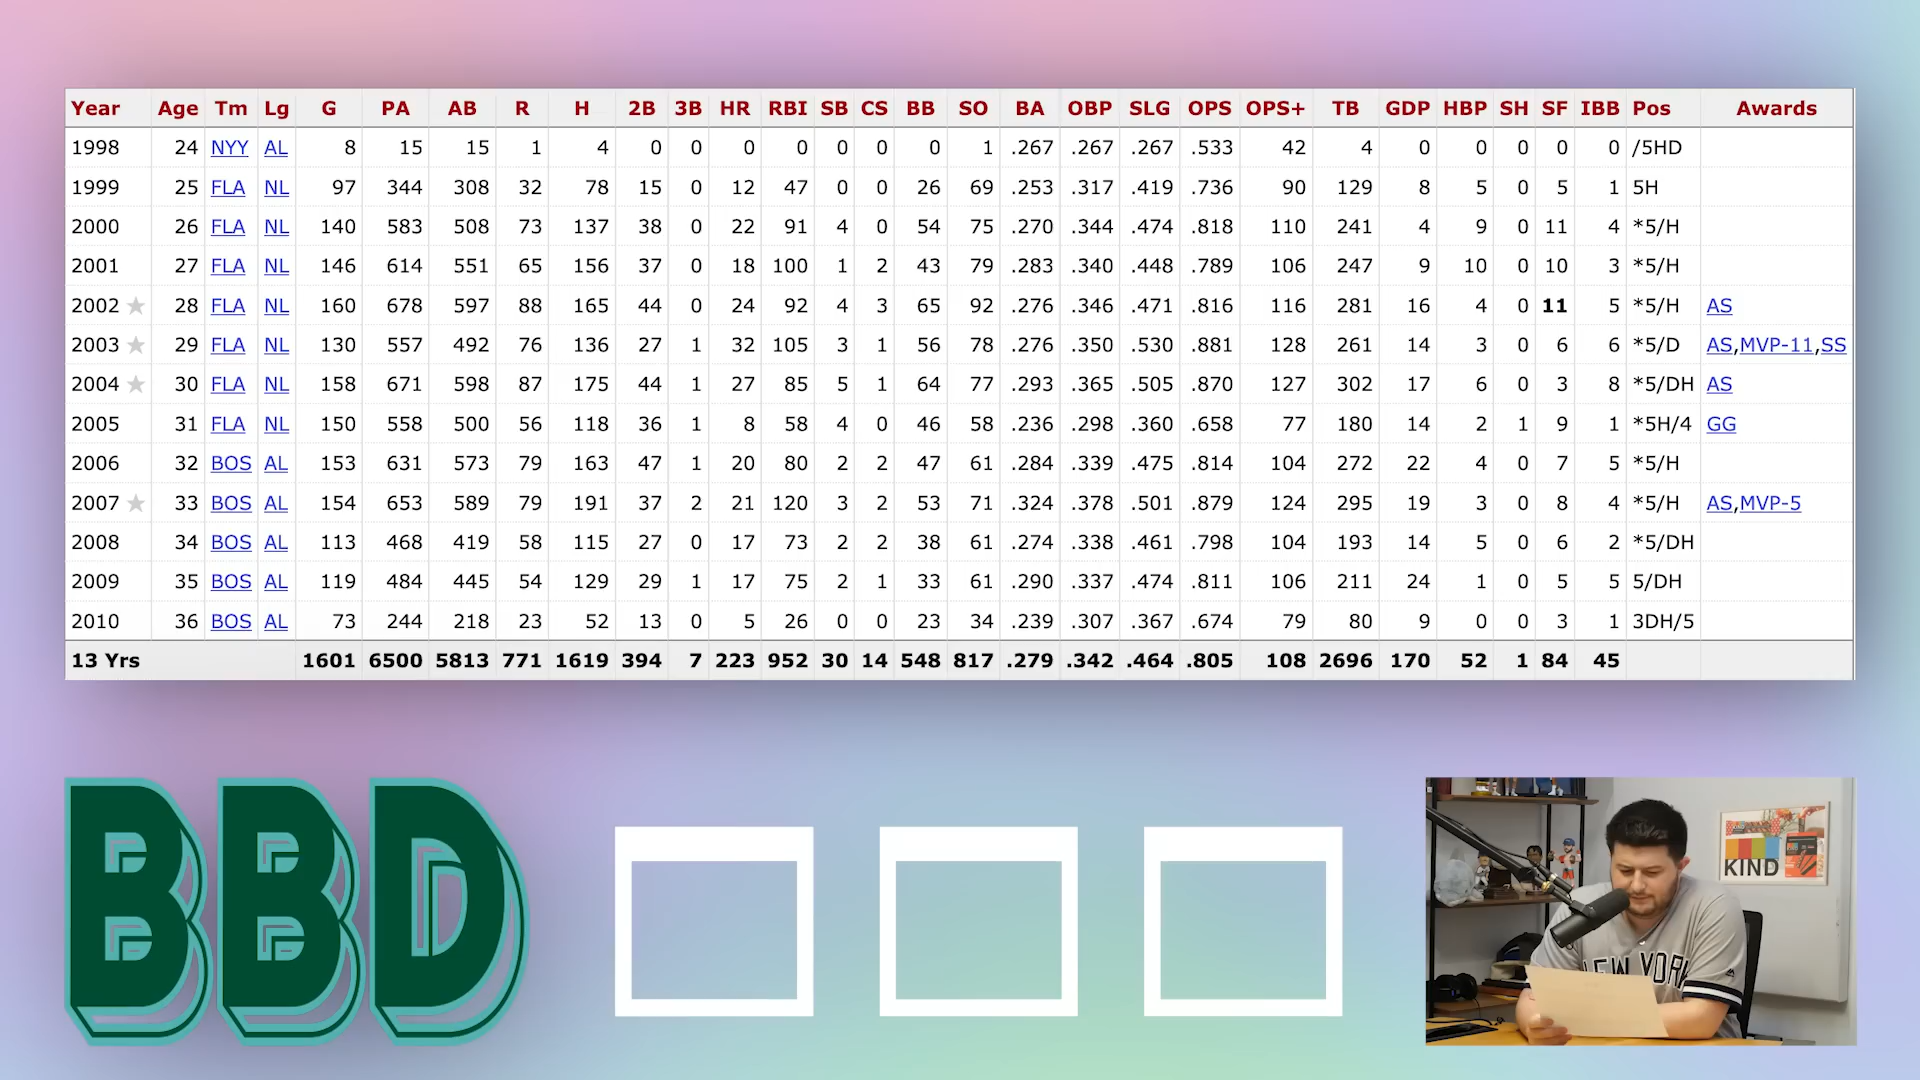 Year Age Tm Lg G PA AB R H 2B 3B HR RBI SB CS BB SO BA OBP SLG OPS OPS+ TB GDP HBP SH SF IBB Pos Awards
1998 24 NYY AL 8 15 15 1 4 0 0 0 0 0 0 0 1 .267 .267 .267 .533 42 4 0 0 0 0 0 /5HD
1999 25 FLA NL 97 344 308 32 78 15 0 12 47 0 0 26 69 .253 .317 .419 .736 90 129 8 5 0 5 1 5H
2000 26 FLA NL 140 583 508 73 137 38 0 22 91 4 0 54 75 .270 .344 .474 .818 110 241 4 9 0 11 4 *5/H
2001 27 FLA NL 146 614 551 65 156 37 0 18 100 1 2 43 79 .283 .340 .448 .789 106 247 9 10 0 10 3 *5/H
2002 ★ 28 FLA NL 160 678 597 88 165 44 0 24 92 4 3 65 92 .276 .346 .471 .816 116 281 16 4 0 11 5 *5/H AS
2003 ★ 29 FLA NL 130 557 492 76 136 27 1 32 105 3 1 56 78 .276 .350 .530 .881 128 261 14 3 0 6 6 *5/D AS,MVP-11,SS
2004 ★ 30 FLA NL 158 671 598 87 175 44 1 27 85 5 1 64 77 .293 .365 .505 .870 127 302 17 6 0 3 8 *5/DH AS
2005 31 FLA NL 150 558 500 56 118 36 1 8 58 4 0 46 58 .236 .298 .360 .658 77 180 14 2 1 9 1 *5H/4 GG
2006 32 BOS AL 153 631 573 79 163 47 1 20 80 2 2 47 61 .284 .339 .475 .814 104 272 22 4 0 7 5 *5/H
2007 ★ 33 BOS AL 154 653 589 79 191 37 2 21 120 3 2 53 71 .324 .378 .501 .879 124 295 19 3 0 8 4 *5/H AS,MVP-5
2008 34 BOS AL 113 468 419 58 115 27 0 17 73 2 2 38 61 .274 .338 .461 .798 104 193 14 5 0 6 2 *5/DH
2009 35 BOS AL 119 484 445 54 129 29 1 17 75 2 1 33 61 .290 .337 .474 .811 106 211 24 1 0 5 5 5/DH
2010 36 BOS AL 73 244 218 23 52 13 0 5 26 0 0 23 34 .239 .307 .367 .674 79 80 9 0 0 3 1 3DH/5
13 Yrs 1601 6500 5813 771 1619 394 7 223 952 30 14 548 817 .279 .342 .464 .805 108 2696 170 52 1 84 45
BBD
KIND
NEW YORK